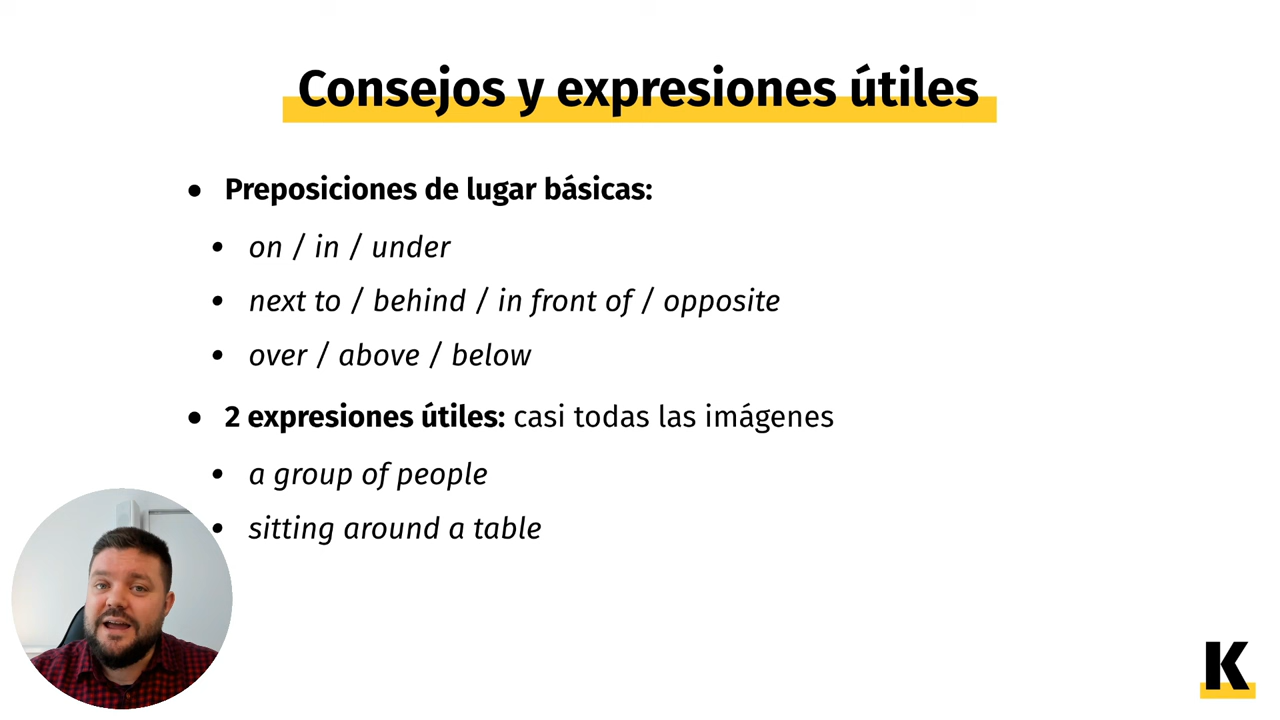 Consejos y expresiones útiles
• Preposiciones de lugar básicas:
• on / in / under
• next to / behind / in front of / opposite
• over / above / below
• 2 expresiones útiles: casi todas las imágenes
• a group of people
• sitting around a table
K